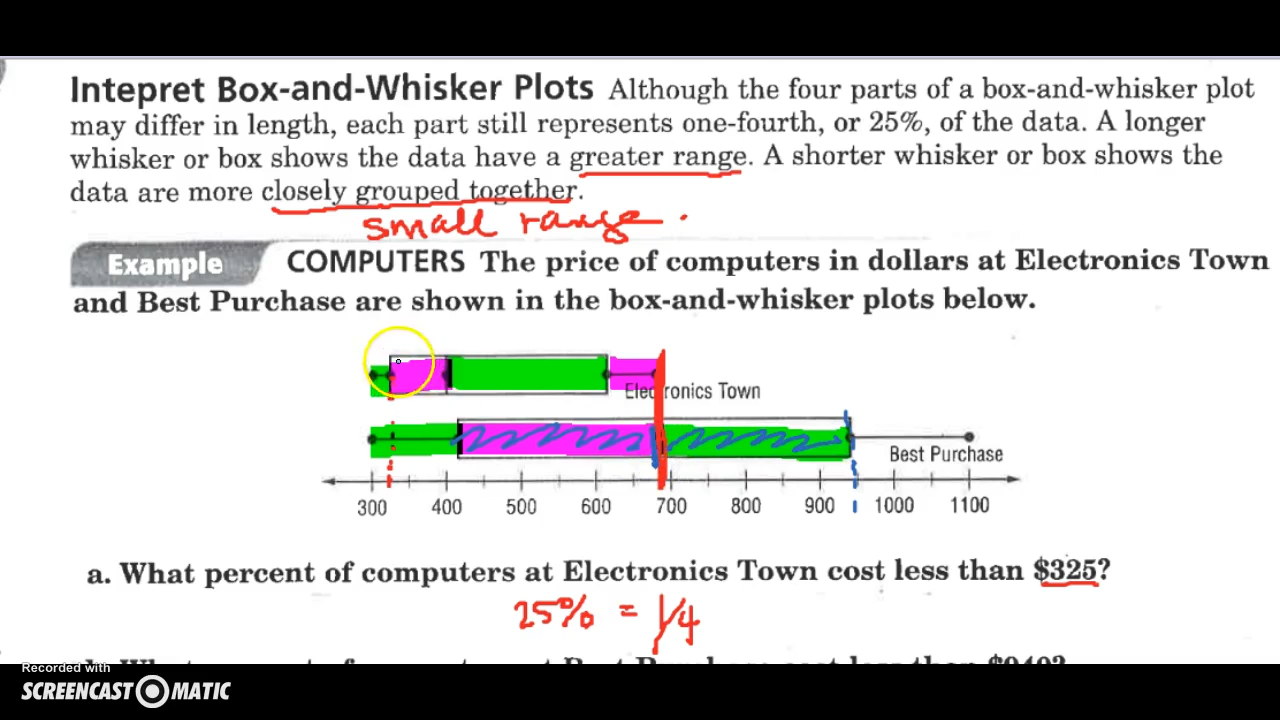 Intepret Box-and-Whisker Plots Although the four parts of a box-and-whisker plot
may differ in length, each part still represents one-fourth, or 25%, of the data. A longer
whisker or box shows the data have a greater range. A shorter whisker or box shows the
data are more closely grouped together.
small range.
Example COMPUTERS The price of computers in dollars at Electronics Town
and Best Purchase are shown in the box-and-whisker plots below.
Electronics Town
Best Purchase
300 400 500 600 700 800 900 1000 1100
a. What percent of computers at Electronics Town cost less than $325?
25% = 1/4
Recorded with
SCREENCAST O MATIC